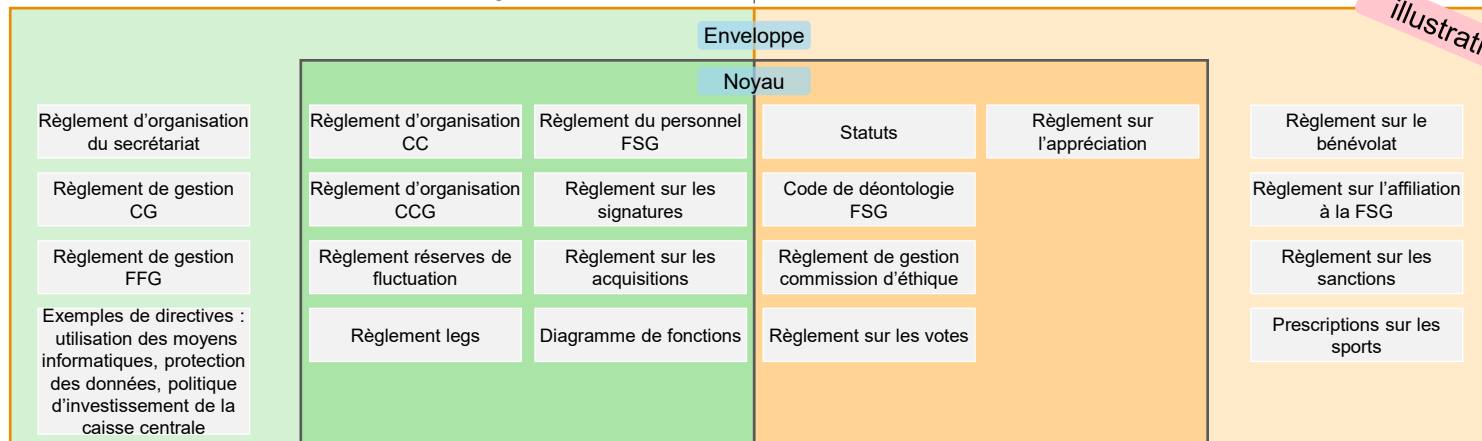 Enveloppe
Noyau
Règlement d'organisation
du secrétariat
Règlement de gestion
CG
Règlement de gestion
FFG
Exemples de directives :
utilisation des moyens
informatiques, protection
des données, politique
d'investissement de la
caisse centrale
Règlement d'organisation
CC
Règlement d'organisation
CCG
Règlement réserves de
fluctuation
Règlement legs
Règlement du personnel
FSG
Règlement sur les
signatures
Règlement sur les
acquisitions
Diagramme de fonctions
Statuts
Code de déontologie
FSG
Règlement de gestion
commission d'éthique
Règlement sur les votes
Règlement sur
l'appréciation
Règlement sur le
bénévolat
Règlement sur l'affiliation
à la FSG
Règlement sur les
sanctions
Prescriptions sur les
sports